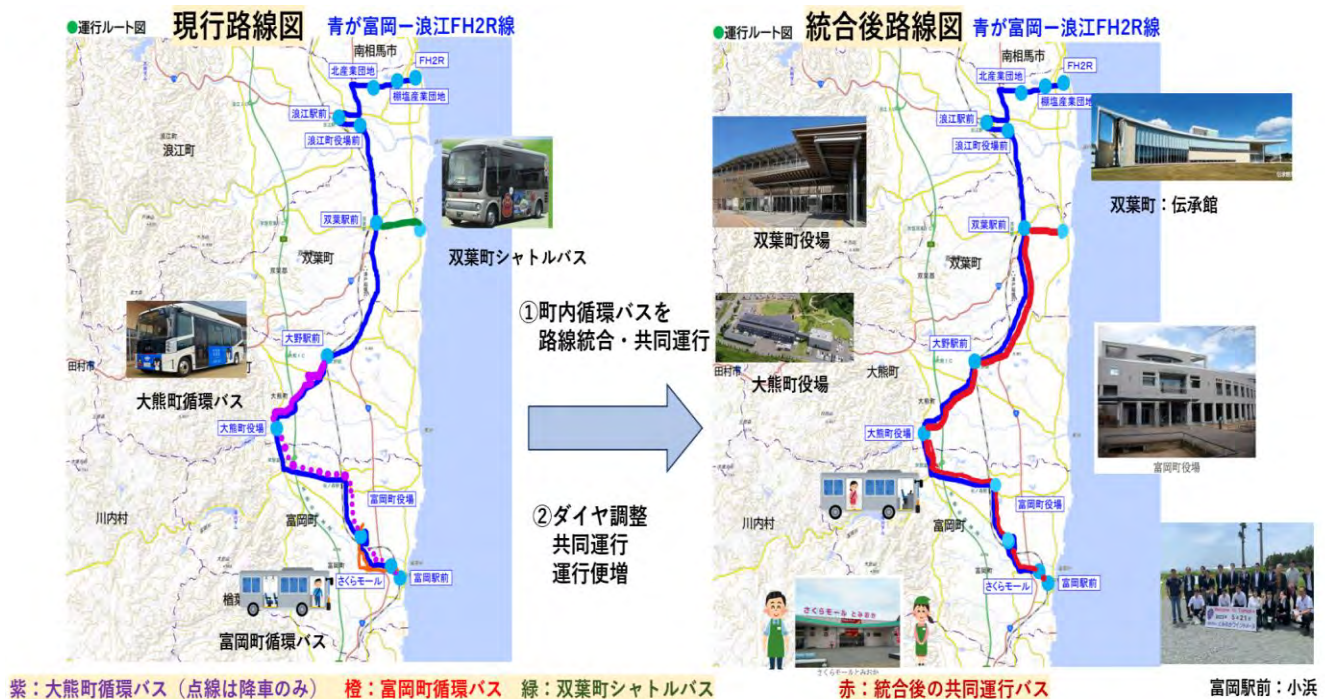 ●運行ルート図
現行路線図
青が富岡ー浪江FH2R線
南相馬市
北産業団地
FH2R
棚塩産業団地
浪江駅前
浪江町役場前
浪江町
双葉駅前
双葉町
双葉町シャトルバス
大野駅前
田村市
大熊町循環バス
大熊町
大熊町役場
富岡町役場
川内村
富岡町
さくらモール
富岡駅前
富岡町循環バス
①町内循環バスを
路線統合・共同運行
②ダイヤ調整
共同運行
運行便増
●運行ルート図
統合後路線図
青が富岡ー浪江FH2R線
南相馬市
北産業団地
FH2R
棚塩産業団地
浪江駅前
浪江町役場前
双葉町:伝承館
双葉町役場
双葉駅前
双葉町
大野駅前
田村市
大熊町
大熊町役場
大熊町役場
富岡町役場
富岡町役場
川内村
富岡町
さくらモール
富岡駅前
さくらモール とみおか
さくらモールとみおか
富岡駅前:小浜
紫:大熊町循環バス(点線は降車のみ)
橙:富岡町循環バス
緑:双葉町シャトルバス
赤:統合後の共同運行バス